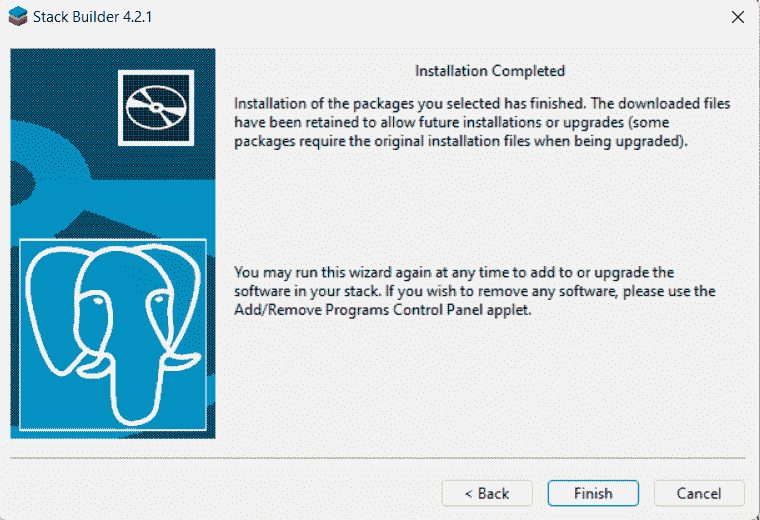 Stack Builder 4.2.1
Installation Completed
Installation of the packages you selected has finished. The downloaded files
have been retained to allow future installations or upgrades (some
packages require the original installation files when being upgraded).
You may run this wizard again at any time to add to or upgrade the
software in your stack. If you wish to remove any software, please use the
Add/Remove Programs Control Panel applet.
< Back Finish Cancel